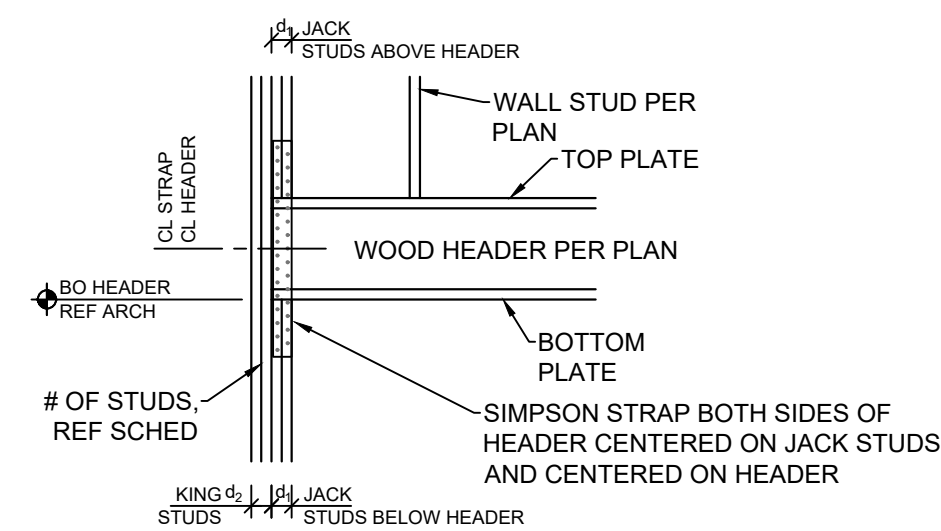 d₁ JACK
STUDS ABOVE HEADER
WALL STUD PER
PLAN
TOP PLATE
CL STRAP
CL HEADER
WOOD HEADER PER PLAN
BO HEADER
REF ARCH
BOTTOM
PLATE
# OF STUDS,
REF SCHED
SIMPSON STRAP BOTH SIDES OF
HEADER CENTERED ON JACK STUDS
AND CENTERED ON HEADER
KING d₂ d₁ JACK
STUDS STUDS BELOW HEADER